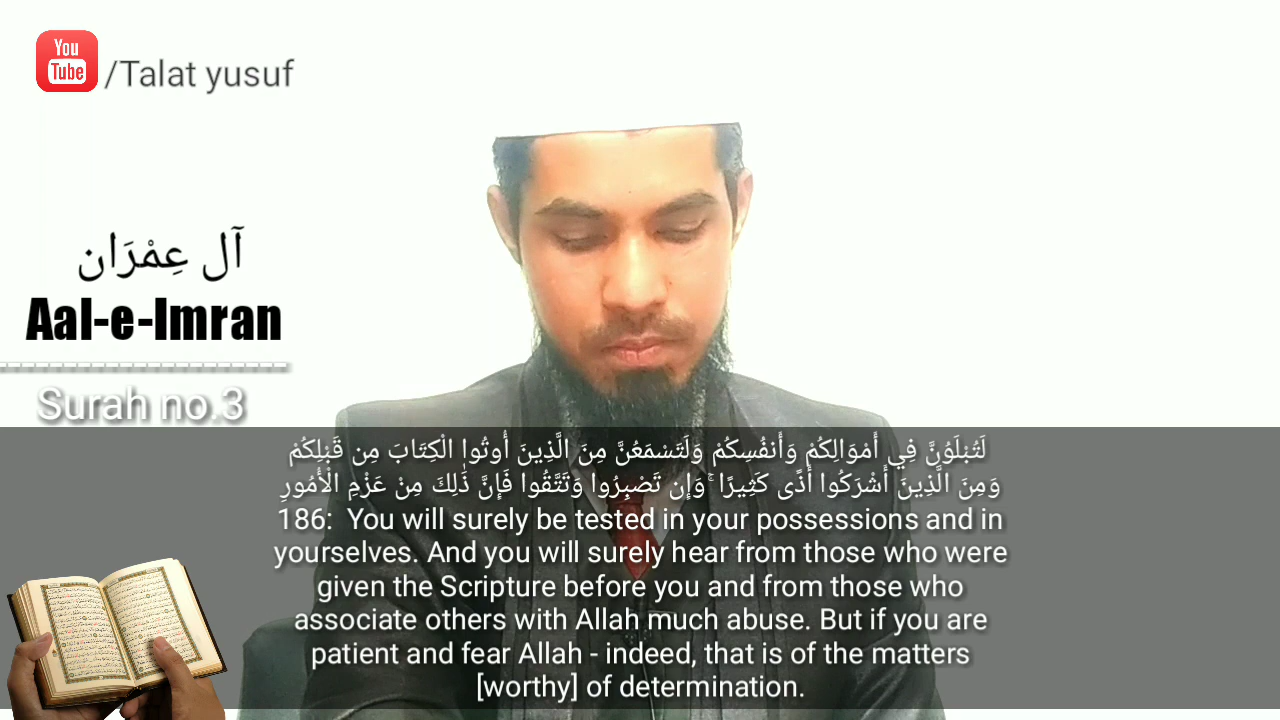 You
Tube
/Talat yusuf
آل عِمْرَان
Aal-e-Imran
Surah no.3
لَتُبْلَوُنَّ فِي أَمْوَالِكُمْ وَأَنفُسِكُمْ وَلَتَسْمَعُنَّ مِنَ الَّذِينَ أُوتُوا الْكِتَابَ مِن قَبْلِكُمْ
وَمِنَ الَّذِينَ أَشْرَكُوا أَذًى كَثِيرًا ۚ وَإِن تَصْبِرُوا وَتَتَّقُوا فَإِنَّ ذَٰلِكَ مِنْ عَزْمِ الْأُمُورِ
186:  You will surely be tested in your possessions and in
yourselves. And you will surely hear from those who were
given the Scripture before you and from those who
associate others with Allah much abuse. But if you are
patient and fear Allah - indeed, that is of the matters
[worthy] of determination.